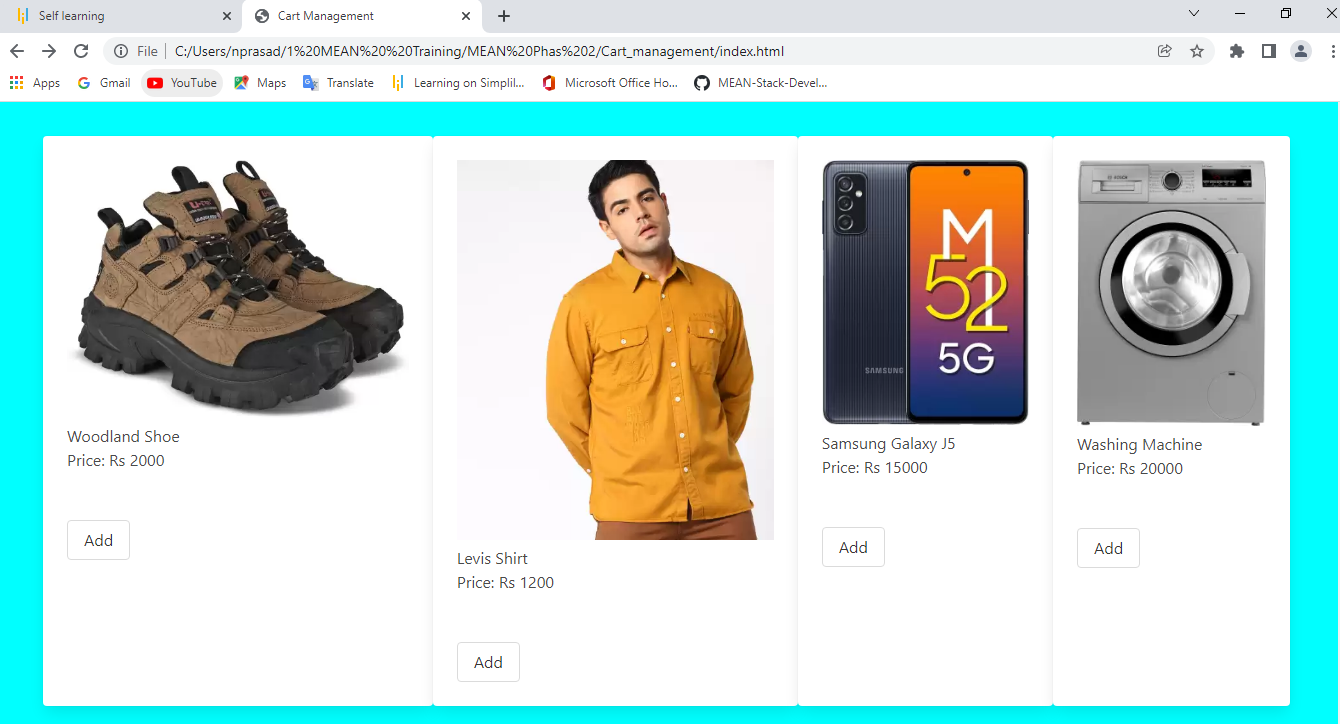 Self learning
Cart Management
File
C:/Users/nprasad/1%20MEAN%20%20Training/MEAN%20Phas%202/Cart_management/index.html
Apps
Gmail
YouTube
Maps
Translate
Learning on Simplil...
Microsoft Office Ho...
MEAN-Stack-Devel...
Woodland Shoe
Price: Rs 2000
Add
Levis Shirt
Price: Rs 1200
Add
M
52
5G
SAMSUNG
Samsung Galaxy J5
Price: Rs 15000
Add
BOSCH
Washing Machine
Price: Rs 20000
Add